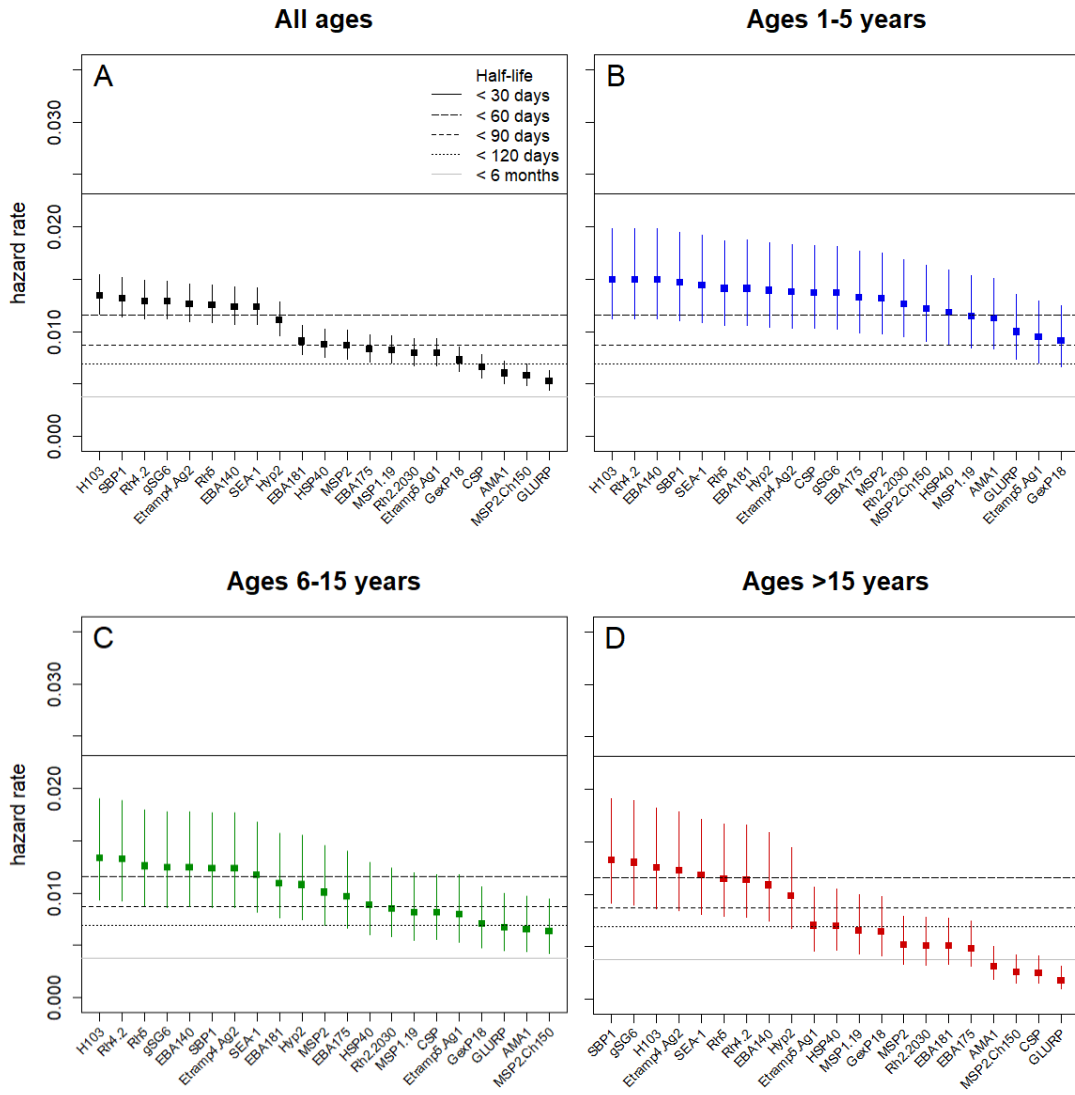 All ages
A
Half-life
< 30 days
< 60 days
< 90 days
< 120 days
< 6 months
hazard rate
0.030
0.020
0.010
0.000
H103
SBP1
Rh4.2
gSG6
Etramp4.Ag2
Rh5
EBA140
SEA-1
Hyp2
EBA181
HSP40
MSP2
EBA175
MSP1.19
Rh2.2030
Etramp5.Ag1
GexP18
CSP
AMA1
MSP2.Ch150
GLURP
Ages 1-5 years
B
H103
Rh4.2
EBA140
SBP1
SEA-1
Rh5
EBA181
Hyp2
Etramp4.Ag2
CSP
gSG6
EBA175
MSP2
Rh2.2030
MSP2.Ch150
HSP40
MSP1.19
AMA1
GLURP
Etramp5.Ag1
GexP18
Ages 6-15 years
C
hazard rate
0.030
0.020
0.010
0.000
H103
Rh4.2
Rh5
gSG6
EBA140
SBP1
Etramp4.Ag2
SEA-1
EBA181
Hyp2
MSP2
EBA175
HSP40
Rh2.2030
MSP1.19
CSP
Etramp5.Ag1
GexP18
GLURP
AMA1
MSP2.Ch150
Ages >15 years
D
SBP1
gSG6
H103
Etramp4.Ag2
SEA-1
Rh5
Rh4.2
EBA140
Hyp2
Etramp5.Ag1
HSP40
MSP1.19
GexP18
MSP2
Rh2.2030
EBA181
EBA175
AMA1
MSP2.Ch150
CSP
GLURP